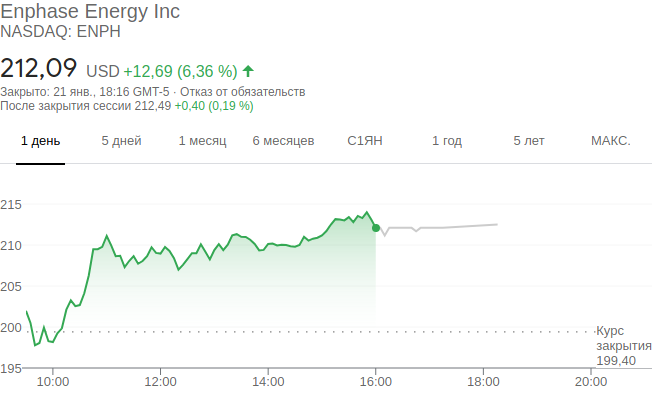 Enphase Energy Inc
NASDAQ: ENPH
212,09 USD +12,69 (6,36 %)
Закрыто: 21 янв., 18:16 GMT-5 · Отказ от обязательств
После закрытия сессии 212,49 +0,40 (0,19 %)
1 день 5 дней 1 месяц 6 месяцев С1ЯН 1 год 5 лет МАКС.
215
210
205
200
Курс
закрытия
199,40
195
10:00 12:00 14:00 16:00 18:00 20:00